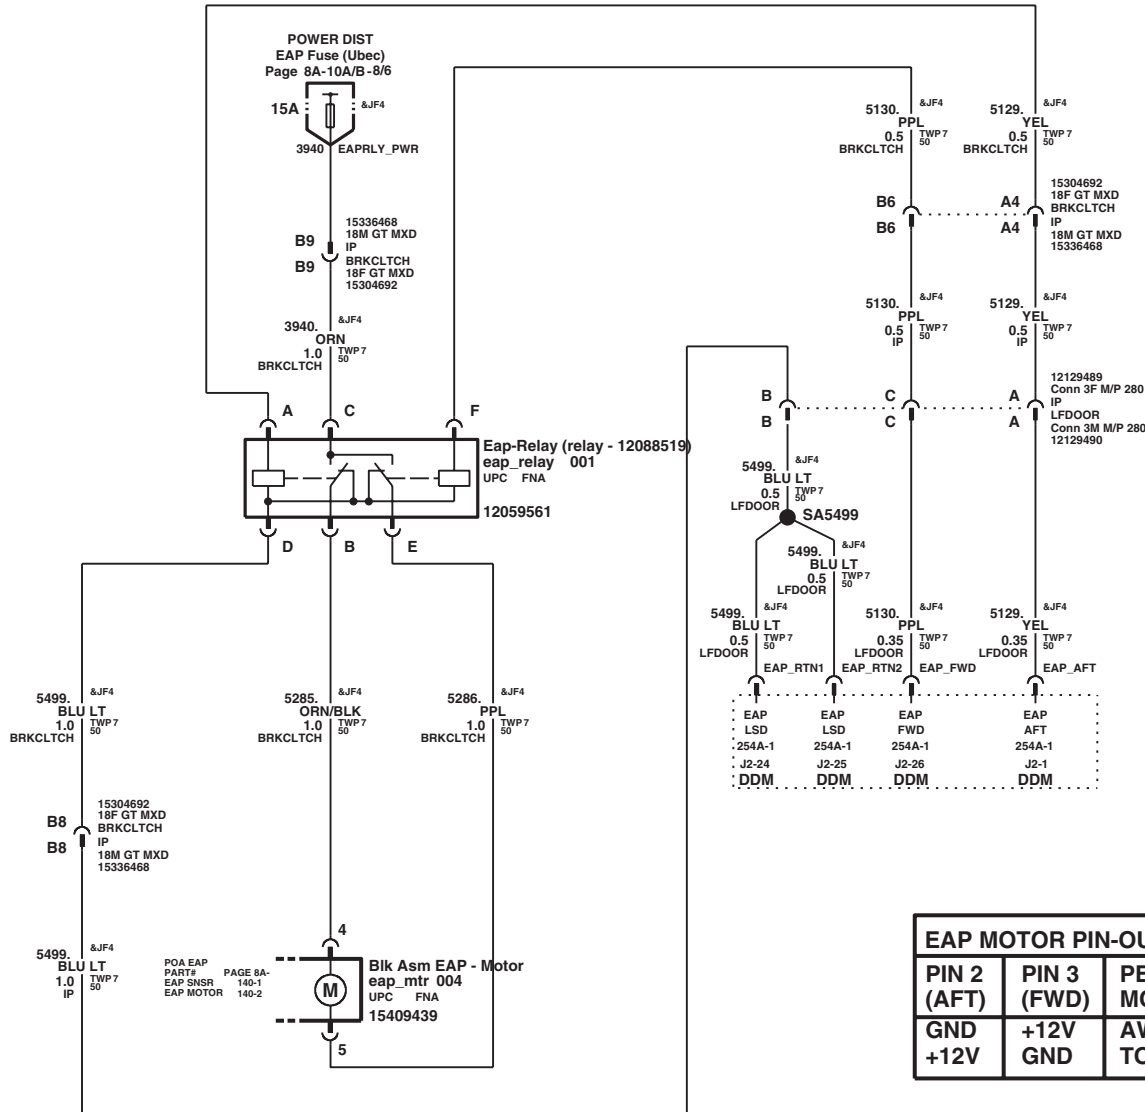 POWER DIST
EAP Fuse (Ubec)
Page 8A-10A/B-8/6
15A
&JF4
3940 EAPRLY_PWR
B9
B9
15336468
18M GT MXD
IP
BRKCLTCH
18F GT MXD
15304692
3940.
&JF4
ORN
1.0
TWP 7
50
BRKCLTCH
5130.
&JF4
PPL
0.5
TWP 7
50
BRKCLTCH
5129.
&JF4
YEL
0.5
TWP 7
50
BRKCLTCH
B6
A4
B6
A4
15304692
18F GT MXD
BRKCLTCH
IP
18M GT MXD
15336468
5130.
&JF4
PPL
0.5
TWP 7
50
IP
5129.
&JF4
YEL
0.5
TWP 7
50
IP
B
C
A
B
C
A
12129489
Conn 3F M/P 280
IP
LFDOOR
Conn 3M M/P 280
12129490
A
C
F
Eap-Relay (relay - 12088519)
eap_relay 001
UPC FNA
12059561
D
B
E
5499.
&JF4
BLU LT
0.5
TWP 7
50
LFDOOR
SA5499
5499.
&JF4
BLU LT
0.5
TWP 7
50
LFDOOR
5499.
&JF4
BLU LT
0.5
TWP 7
50
LFDOOR
5130.
&JF4
PPL
0.35
TWP 7
50
LFDOOR
5129.
&JF4
YEL
0.35
TWP 7
50
LFDOOR
EAP_RTN1
EAP_RTN2
EAP_FWD
EAP_AFT
EAP
LSD
254A-1
J2-24
DDM
EAP
LSD
254A-1
J2-25
DDM
EAP
FWD
254A-1
J2-26
DDM
EAP
AFT
254A-1
J2-1
DDM
5499.
&JF4
BLU LT
1.0
TWP 7
50
BRKCLTCH
5285.
&JF4
ORN/BLK
1.0
TWP 7
50
BRKCLTCH
5286.
&JF4
PPL
1.0
TWP 7
50
BRKCLTCH
B8
B8
15304692
18F GT MXD
BRKCLTCH
IP
18M GT MXD
15336468
5499.
&JF4
BLU LT
1.0
TWP 7
50
IP
POA EAP
PART# PAGE 8A-
EAP SNSR 140-1
EAP MOTOR 140-2
4
M
5
Blk Asm EAP - Motor
eap_mtr 004
UPC FNA
15409439
EAP MOTOR PIN-OU
PIN 2
(AFT)
PIN 3
(FWD)
PE
MO
GND +12V AW
+12V GND TO